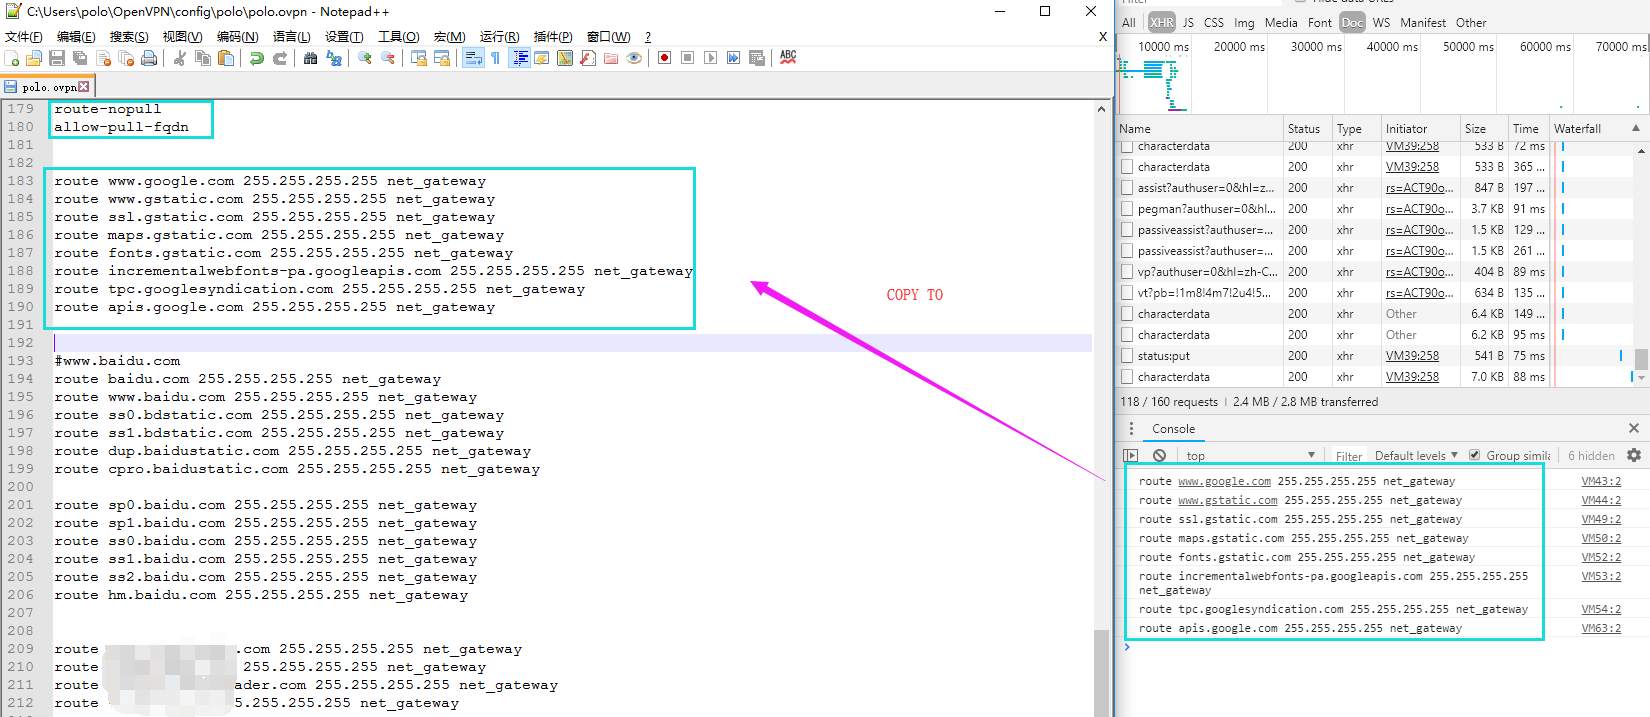 C:\Users\polo\OpenVPN\config\polo\polo.ovpn - Notepad++
文件(F) 编辑(E) 搜索(S) 视图(V) 编码(N) 语言(L) 设置(T) 工具(O) 宏(M) 运行(R) 插件(P) 窗口(W) ? X
polo.ovpn
179 route-nopull
180 allow-pull-fqdn
181
182
183 route www.google.com 255.255.255.255 net_gateway
184 route www.gstatic.com 255.255.255.255 net_gateway
185 route ssl.gstatic.com 255.255.255.255 net_gateway
186 route maps.gstatic.com 255.255.255.255 net_gateway
187 route fonts.gstatic.com 255.255.255.255 net_gateway
188 route incrementalwebfonts-pa.googleapis.com 255.255.255.255 net_gateway
189 route tpc.googlesyndication.com 255.255.255.255 net_gateway
190 route apis.google.com 255.255.255.255 net_gateway
191
192
193 #www.baidu.com
194 route baidu.com 255.255.255.255 net_gateway
195 route www.baidu.com 255.255.255.255 net_gateway
196 route ss0.bdstatic.com 255.255.255.255 net_gateway
197 route ss1.bdstatic.com 255.255.255.255 net_gateway
198 route dup.baidustatic.com 255.255.255.255 net_gateway
199 route cpro.baidustatic.com 255.255.255.255 net_gateway
200
201 route sp0.baidu.com 255.255.255.255 net_gateway
202 route sp1.baidu.com 255.255.255.255 net_gateway
203 route ss0.baidu.com 255.255.255.255 net_gateway
204 route ss1.baidu.com 255.255.255.255 net_gateway
205 route ss2.baidu.com 255.255.255.255 net_gateway
206 route hm.baidu.com 255.255.255.255 net_gateway
207
208
209 route .com 255.255.255.255 net_gateway
210 route 255.255.255.255 net_gateway
211 route ader.com 255.255.255.255 net_gateway
212 route 5.255.255.255 net_gateway
COPY TO
All XHR JS CSS Img Media Font Doc WS Manifest Other
10000 ms 20000 ms 30000 ms 40000 ms 50000 ms 60000 ms 70000 ms
Name Status Type Initiator Size Time Waterfall
characterdata 200 xhr VM39:258 533 B 72 ms
characterdata 200 xhr VM39:258 533 B 365 ...
assist?authuser=0&hl=z... 200 xhr rs=ACT90o... 847 B 197 ...
pegman?authuser=0&hl... 200 xhr rs=ACT90o... 3.7 KB 91 ms
passiveassist?authuser=... 200 xhr rs=ACT90o... 1.5 KB 129 ...
passiveassist?authuser=... 200 xhr rs=ACT90o... 1.5 KB 261 ...
vp?authuser=0&hl=zh-C... 200 xhr rs=ACT90o... 404 B 89 ms
vt?pb=!1m8!4m7!2u4!5... 200 xhr rs=ACT90o... 634 B 135 ...
characterdata 200 xhr Other 6.4 KB 149 ...
characterdata 200 xhr Other 6.2 KB 95 ms
status:put 200 xhr VM39:258 541 B 75 ms
characterdata 200 xhr VM39:258 7.0 KB 88 ms
118 / 160 requests | 2.4 MB / 2.8 MB transferred
Console
top Filter Default levels Group simila 6 hidden
route www.google.com 255.255.255.255 net_gateway VM43:2
route www.gstatic.com 255.255.255.255 net_gateway VM44:2
route ssl.gstatic.com 255.255.255.255 net_gateway VM49:2
route maps.gstatic.com 255.255.255.255 net_gateway VM50:2
route fonts.gstatic.com 255.255.255.255 net_gateway VM52:2
route incrementalwebfonts-pa.googleapis.com 255.255.255.255 VM53:2
net_gateway
route tpc.googlesyndication.com 255.255.255.255 net_gateway VM54:2
route apis.google.com 255.255.255.255 net_gateway VM63:2